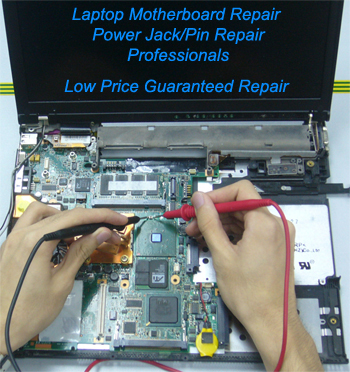 Laptop Motherboard Repair
Power Jack/Pin Repair
Professionals
Low Price Guaranteed Repair